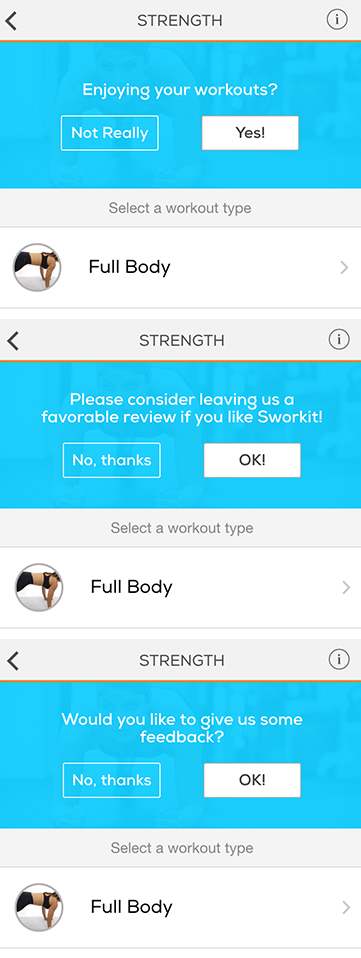 STRENGTH
Enjoying your workouts?
Not Really
Yes!
Select a workout type
Full Body
STRENGTH
Please consider leaving us a
favorable review if you like Sworkit!
No, thanks
OK!
Select a workout type
Full Body
STRENGTH
Would you like to give us some
feedback?
No, thanks
OK!
Select a workout type
Full Body